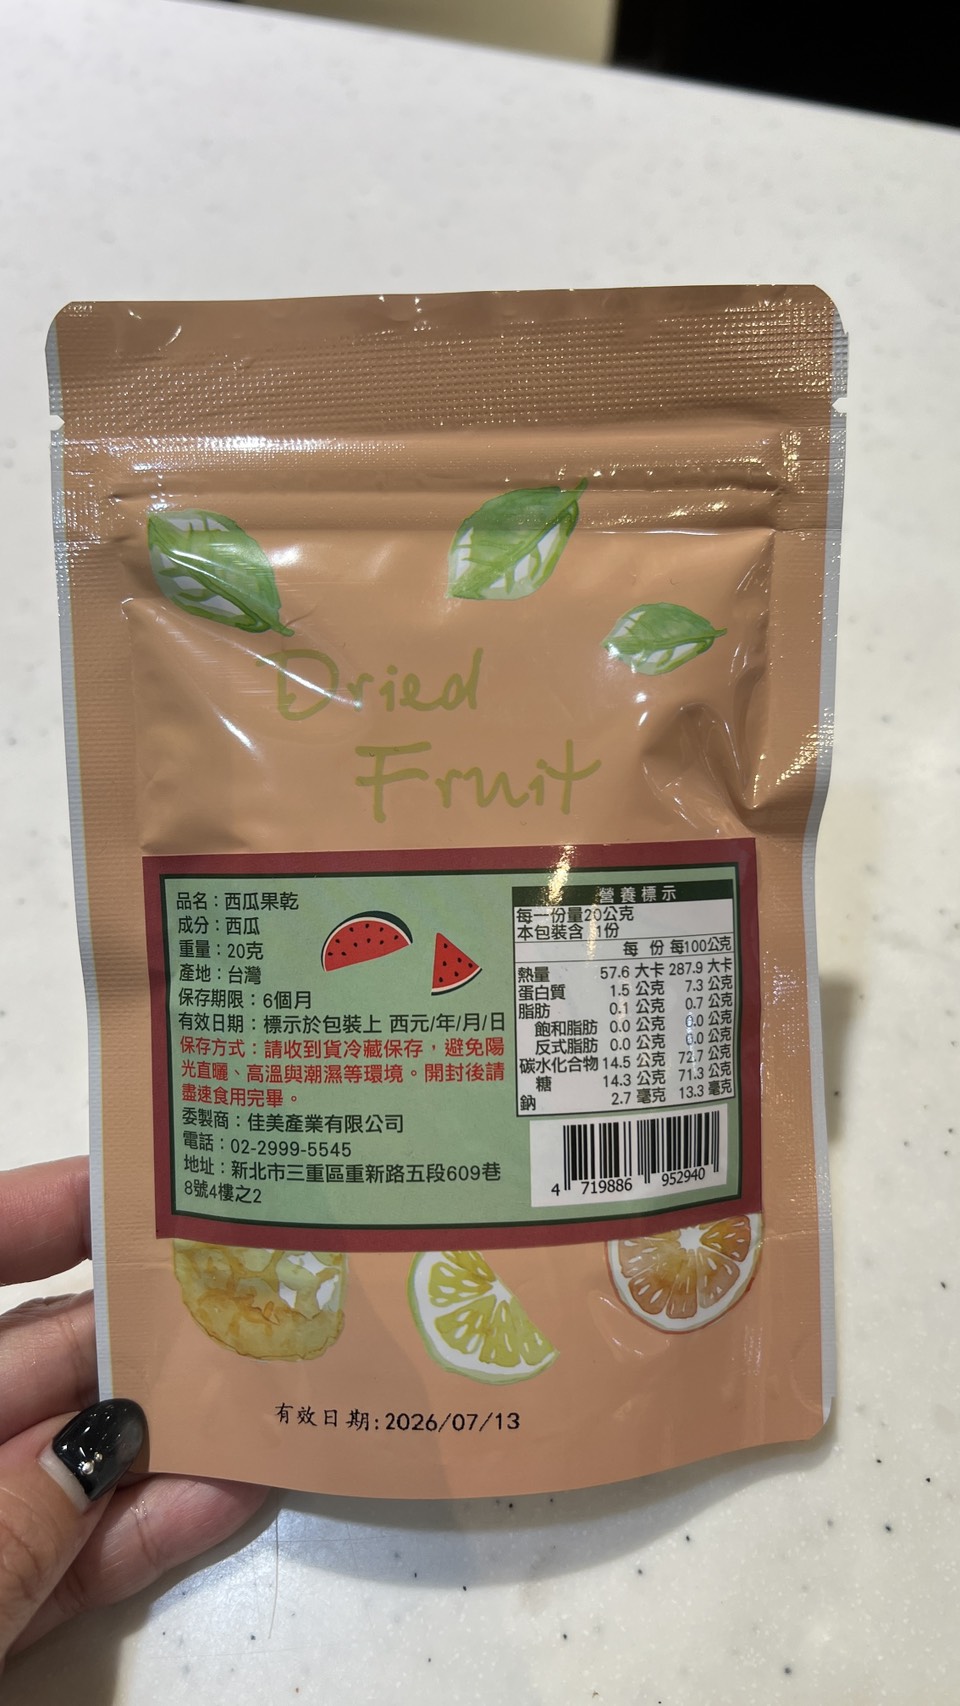 Dried
Fruit
品名：西瓜果乾
成分：西瓜
重量：20克
產地：台灣
保存期限：6個月
有效日期：標示於包裝上 西元/年/月/日
保存方式：請收到貨冷藏保存，避免陽
光直曬、高溫與潮濕等環境。開封後請
盡速食用完畢。
委製商：佳美產業有限公司
電話：02-2999-5545
地址：新北市三重區重新路五段609巷
8號4樓之2
營養標示
每一份量20公克
本包裝含 1份
每 份 每100公克
熱量 57.6 大卡 287.9 大卡
蛋白質 1.5 公克 7.3 公克
脂肪 0.1 公克 0.7 公克
飽和脂肪 0.0 公克 0.0 公克
反式脂肪 0.0 公克 0.0 公克
碳水化合物 14.5 公克 72.7 公克
糖 14.3 公克 71.3 公克
鈉 2.7 毫克 13.3 毫克
4 719886 952940
有效日期:2026/07/13